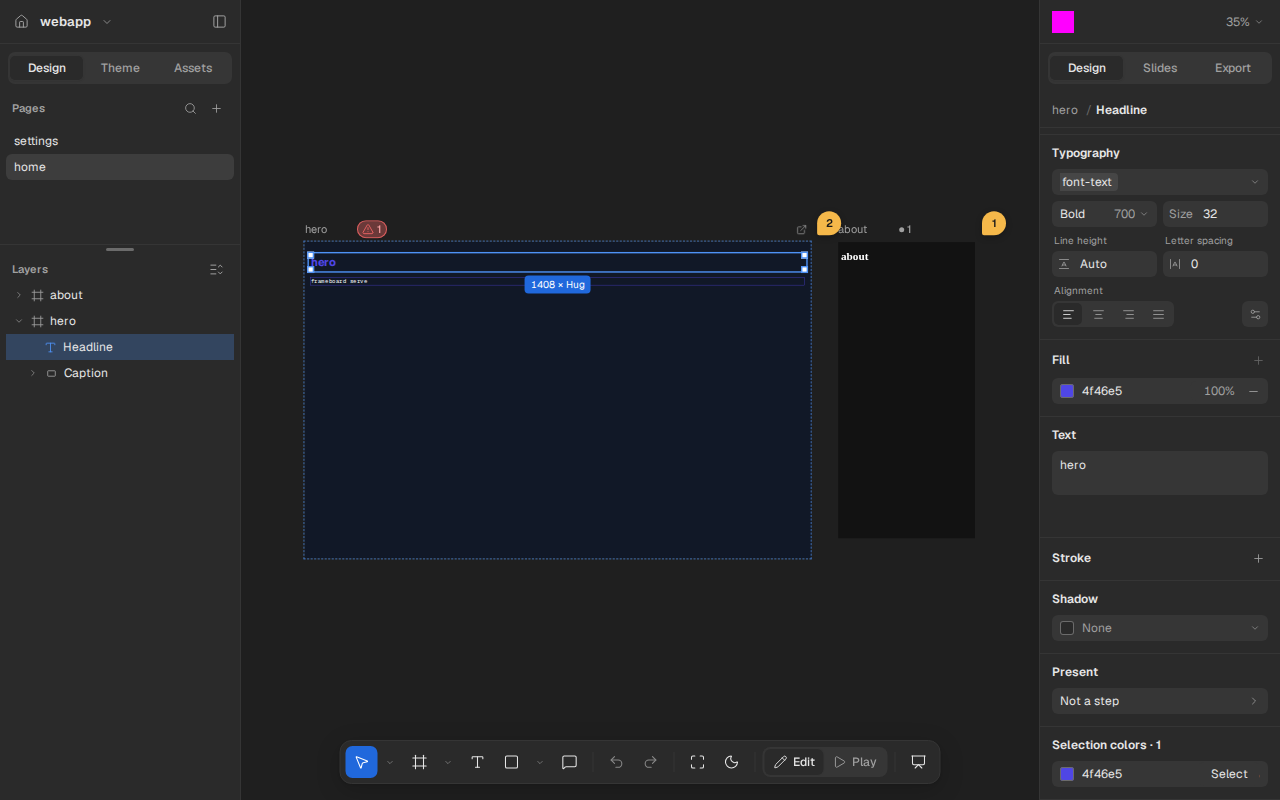 webapp
35%
Design Theme Assets
Design Slides Export
Pages
hero / Headline
settings
home
Typography
font-text
Bold 700 Size 32
Line height Letter spacing
Auto 0
Alignment
hero 1 2 about 1 1
hero
about
frameboard serve
1408 × Hug
Layers
about
hero
Headline
Caption
Fill
4f46e5 100%
Text
hero
Stroke
Shadow
None
Present
Not a step
Selection colors · 1
4f46e5 Select
Edit Play